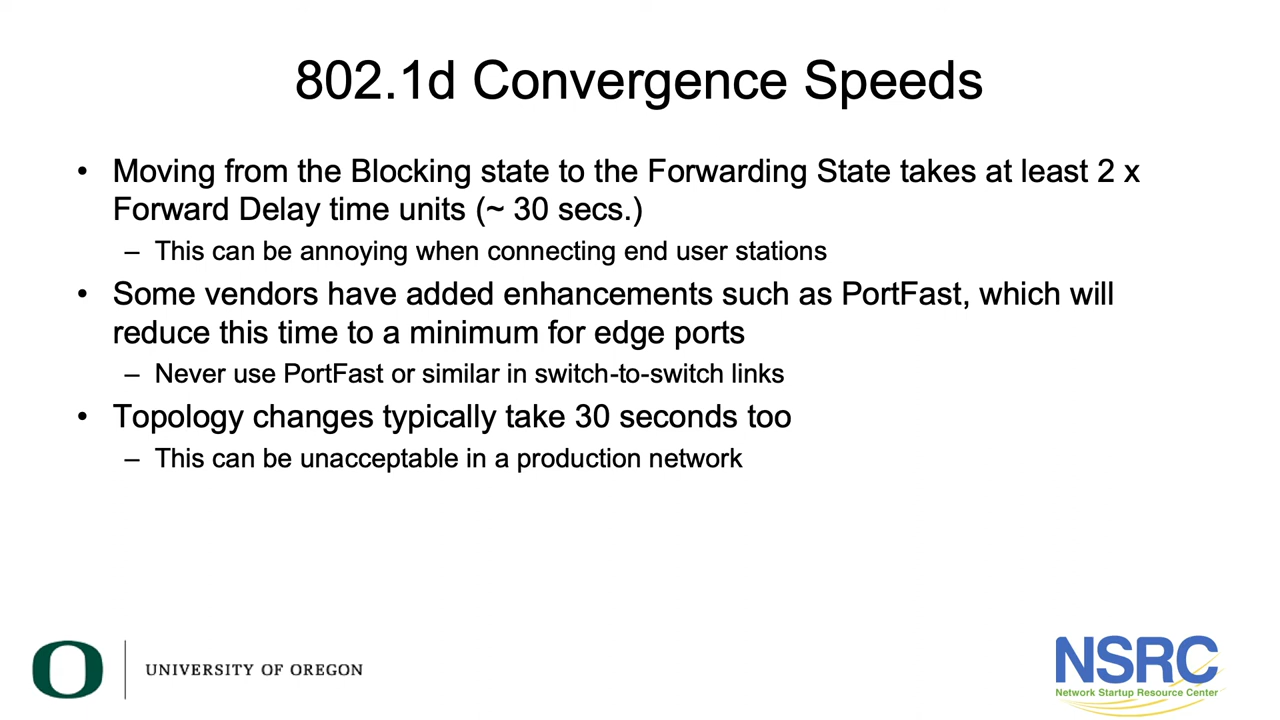 802.1d Convergence Speeds
• Moving from the Blocking state to the Forwarding State takes at least 2 x
Forward Delay time units (~ 30 secs.)
– This can be annoying when connecting end user stations
• Some vendors have added enhancements such as PortFast, which will
reduce this time to a minimum for edge ports
– Never use PortFast or similar in switch-to-switch links
• Topology changes typically take 30 seconds too
– This can be unacceptable in a production network
O
UNIVERSITY OF OREGON
NSRC
Network Startup Resource Center